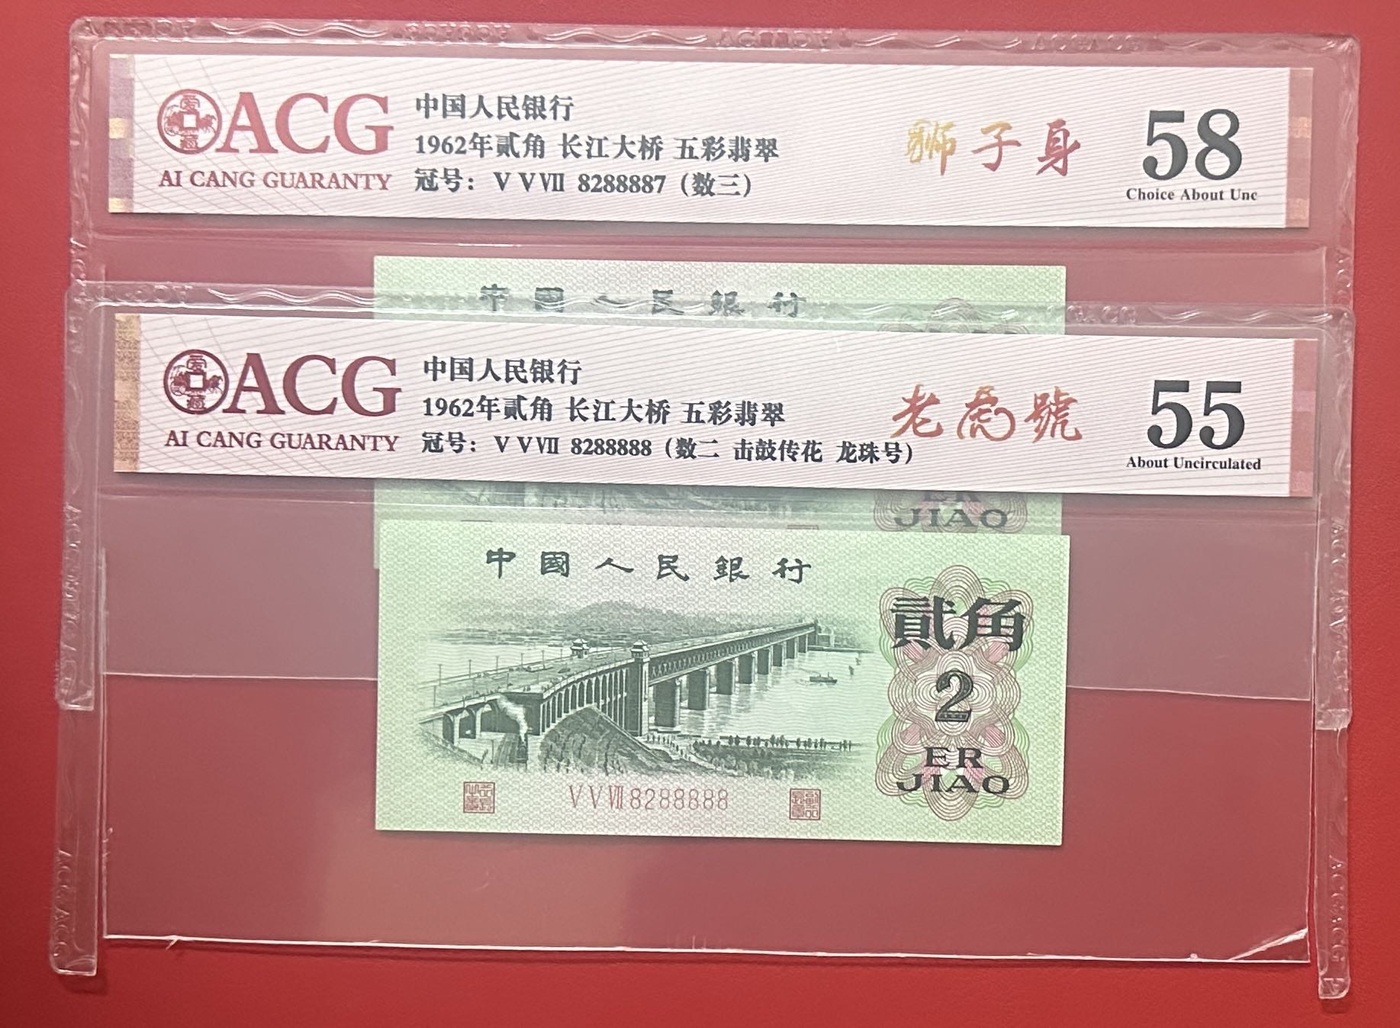 ACG
AI CANG GUARANTY
中国人民银行
1962年贰角 长江大桥 五彩翡翠
冠号：ⅤⅤⅦ 8288887（数三）
狮子身
58
Choice About Unc
中國人民銀行
ACG
AI CANG GUARANTY
中国人民银行
1962年贰角 长江大桥 五彩翡翠
冠号：ⅤⅤⅦ 8288888（数二 击鼓传花 龙珠号）
老虎號
55
About Uncirculated
ER
JIAO
中國人民銀行
貳角
2
ER
JIAO
ⅤⅤⅦ8288888